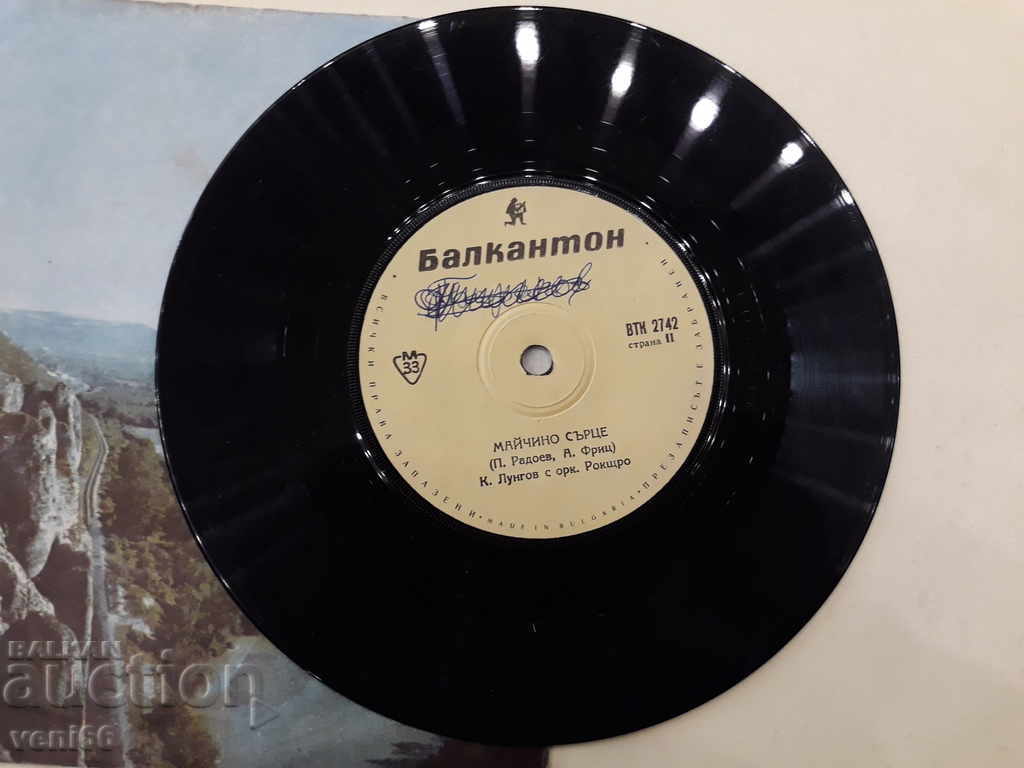 Балкантон
ВТК 2742
страна II
М
33
МАЙЧИНО СЪРЦЕ
(П. Радоев, А. Фриц)
К. Лунгов с орк. Рокщро
• ВСИЧКИ ПРАВА ЗАПАЗЕНИ • MADE IN BULGARIA • ПРЕЗАПИСЪТ Е ЗАБРАНЕН
BALKAN
auction
veni56